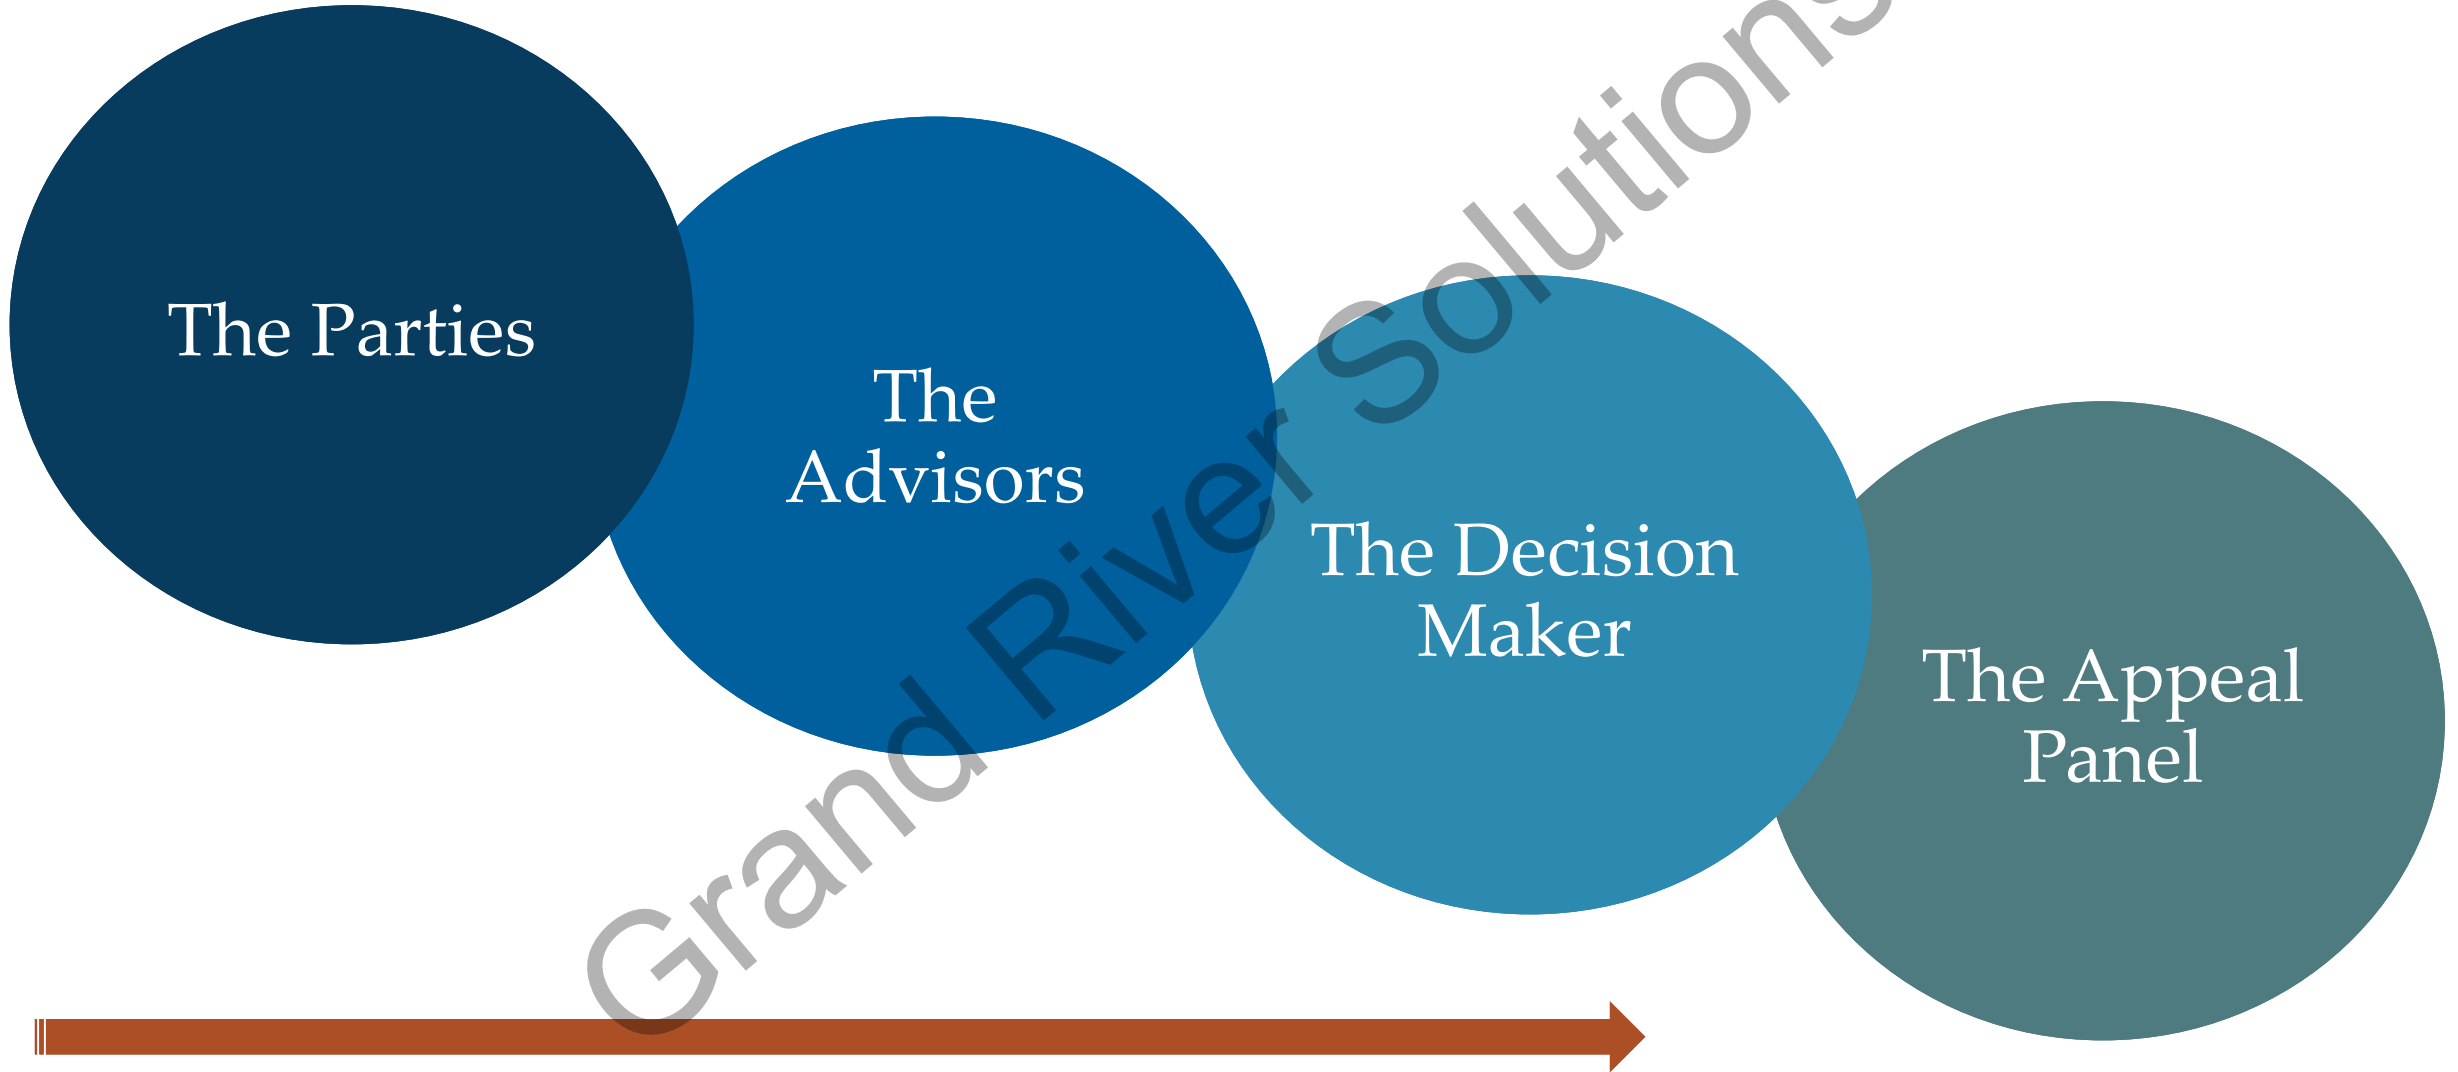 The Parties
The
Advisors
The Decision
Maker
The Appeal
Panel
Grand River Solutions